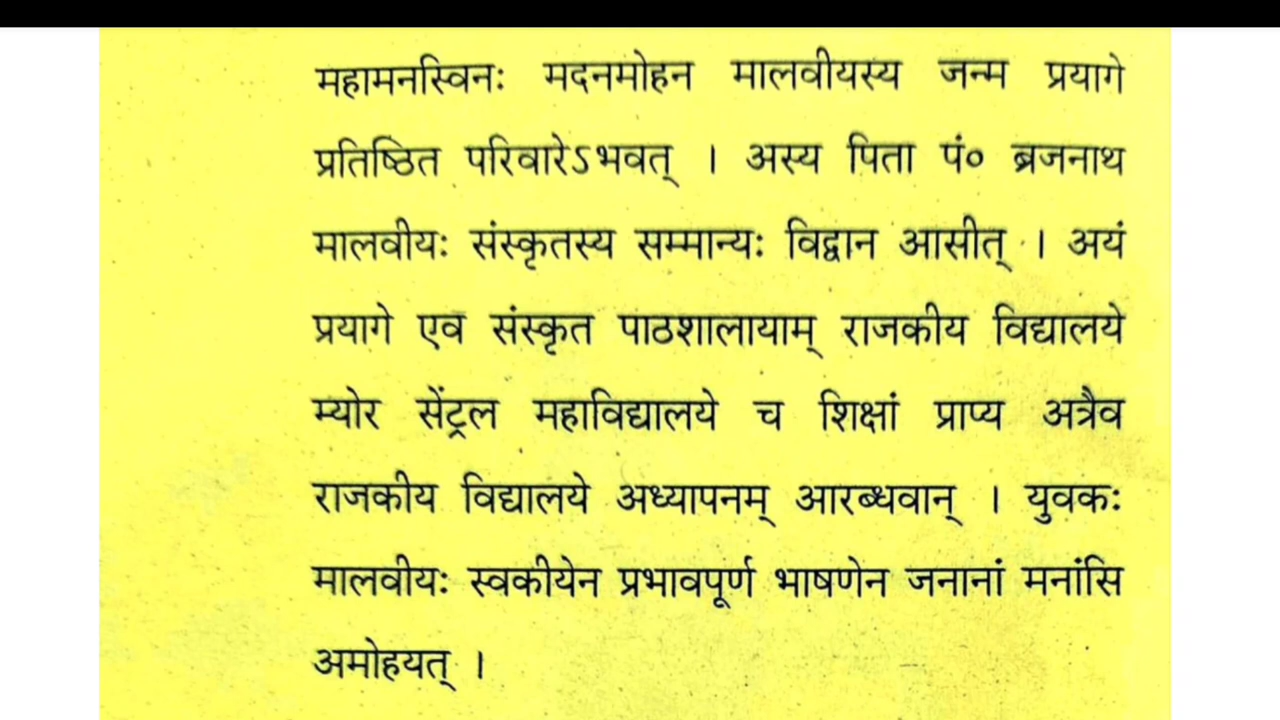 महामनस्विनः मदनमोहन मालवीयस्य जन्म प्रयागे
प्रतिष्ठित परिवारेऽभवत् । अस्य पिता पं० ब्रजनाथ
मालवीयः संस्कृतस्य सम्मान्यः विद्वान आसीत् । अयं
प्रयागे एव संस्कृत पाठशालायाम् राजकीय विद्यालये
म्योर सेंट्रल महाविद्यालये च शिक्षां प्राप्य अत्रैव
राजकीय विद्यालये अध्यापनम् आरब्धवान् । युवकः
मालवीयः स्वकीयेन प्रभावपूर्ण भाषणेन जनानां मनांसि
अमोहयत् ।